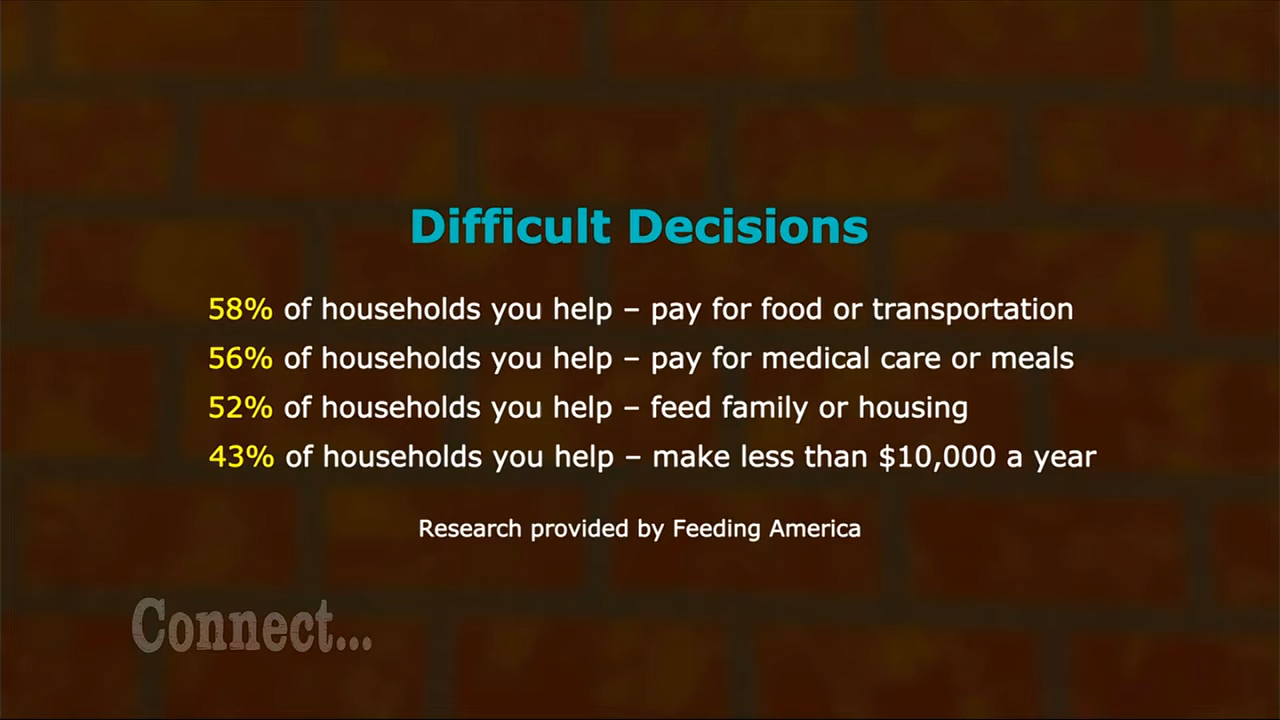 Difficult Decisions
58% of households you help – pay for food or transportation
56% of households you help – pay for medical care or meals
52% of households you help – feed family or housing
43% of households you help – make less than $10,000 a year
Research provided by Feeding America
Connect...